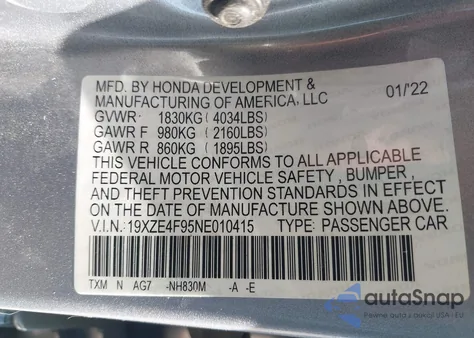 MFD. BY HONDA DEVELOPMENT &
MANUFACTURING OF AMERICA, LLC 01/'22
GVWR: 1830KG (4034LBS)
GAWR F 980KG (2160LBS)
GAWR R 860KG (1895LBS)
THIS VEHICLE CONFORMS TO ALL APPLICABLE
FEDERAL MOTOR VEHICLE SAFETY, BUMPER,
AND THEFT PREVENTION STANDARDS IN EFFECT
ON THE DATE OF MANUFACTURE SHOWN ABOVE.
V.I.N.: 19XZE4F95NE010415 TYPE: PASSENGER CAR
TXM N AG7 -NH830M -A -E
autoSnap